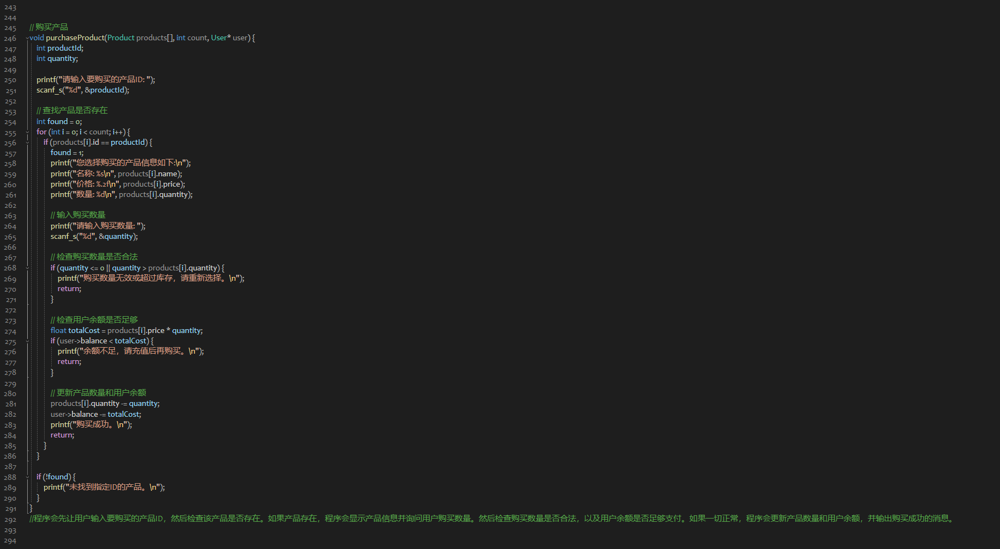 243
244
245 // 购买产品
246 void purchaseProduct(Product products[], int count, User* user) {
247 int productId;
248 int quantity;
249
250 printf("请输入要购买的产品ID: ");
251 scanf_s("%d", &productId);
252
253 // 查找产品是否存在
254 int found = 0;
255 for (int i = 0; i < count; i++) {
256 if (products[i].id == productId) {
257 found = 1;
258 printf("您选择购买的产品信息如下:\n");
259 printf("名称: %s\n", products[i].name);
260 printf("价格: %.2f\n", products[i].price);
261 printf("数量: %d\n", products[i].quantity);
262
263 // 输入购买数量
264 printf("请输入购买数量: ");
265 scanf_s("%d", &quantity);
266
267 // 检查购买数量是否合法
268 if (quantity <= 0 || quantity > products[i].quantity) {
269 printf("购买数量无效或超过库存，请重新选择。\n");
270 return;
271 }
272
273 // 检查用户余额是否足够
274 float totalCost = products[i].price * quantity;
275 if (user->balance < totalCost) {
276 printf("余额不足，请充值后再购买。\n");
277 return;
278 }
279
280 // 更新产品数量和用户余额
281 products[i].quantity -= quantity;
282 user->balance -= totalCost;
283 printf("购买成功。\n");
284 return;
285 }
286 }
287
288 if (!found) {
289 printf("未找到指定ID的产品。\n");
290 }
291 }
292 //程序会先让用户输入要购买的产品ID，然后检查该产品是否存在。如果产品存在，程序会显示产品信息并询问用户购买数量。然后检查购买数量是否合法，以及用户余额是否足够支付。如果一切正常，程序会更新产品数量和用户余额，并输出购买成功的消息。
293
294